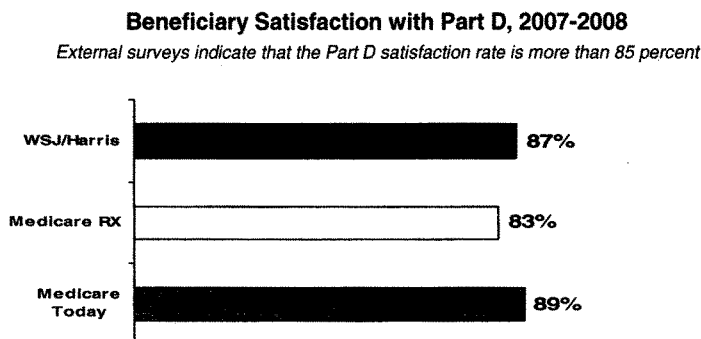 Beneficiary Satisfaction with Part D, 2007-2008
External surveys indicate that the Part D satisfaction rate is more than 85 percent
WSJ/Harris
87%
Medicare RX
83%
Medicare
Today
89%